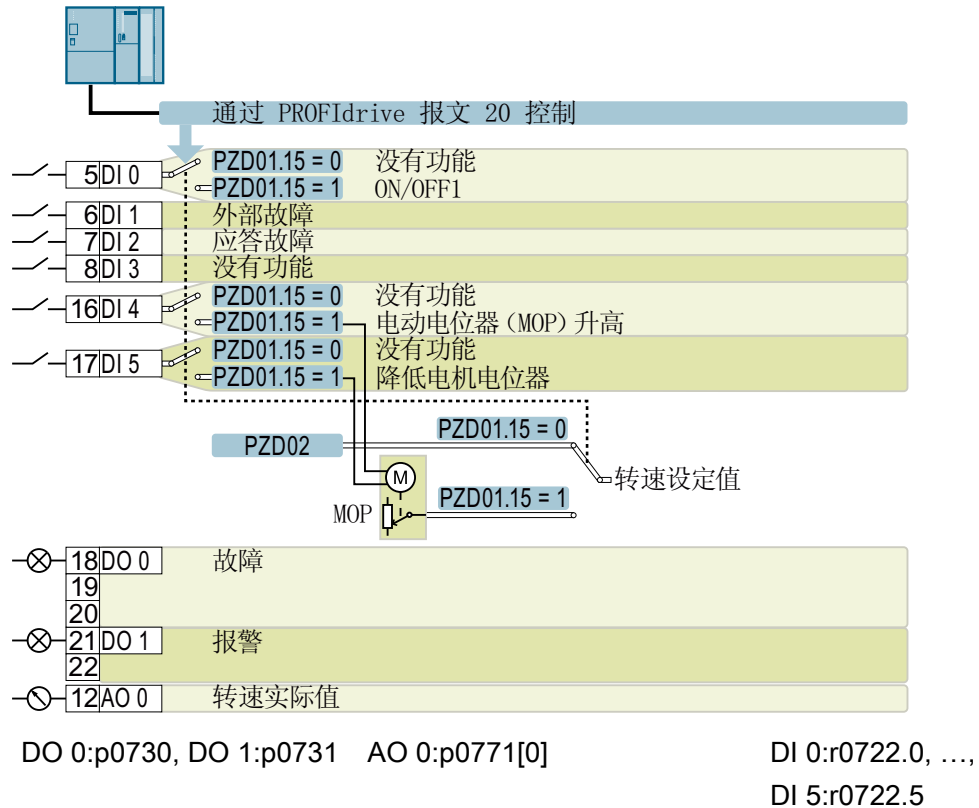 通过 PROFIdrive 报文 20 控制
5 DI 0 PZD01.15 = 0 没有功能
PZD01.15 = 1 ON/OFF1
6 DI 1 外部故障
7 DI 2 应答故障
8 DI 3 没有功能
16 DI 4 PZD01.15 = 0 没有功能
PZD01.15 = 1 电动电位器（MOP）升高
17 DI 5 PZD01.15 = 0 没有功能
PZD01.15 = 1 降低电机电位器
PZD01.15 = 0
PZD02
M
转速设定值
PZD01.15 = 1
MOP
18 DO 0 故障
19
20
21 DO 1 报警
22
12 AO 0 转速实际值
DO 0:p0730, DO 1:p0731 AO 0:p0771[0] DI 0:r0722.0, …,
DI 5:r0722.5